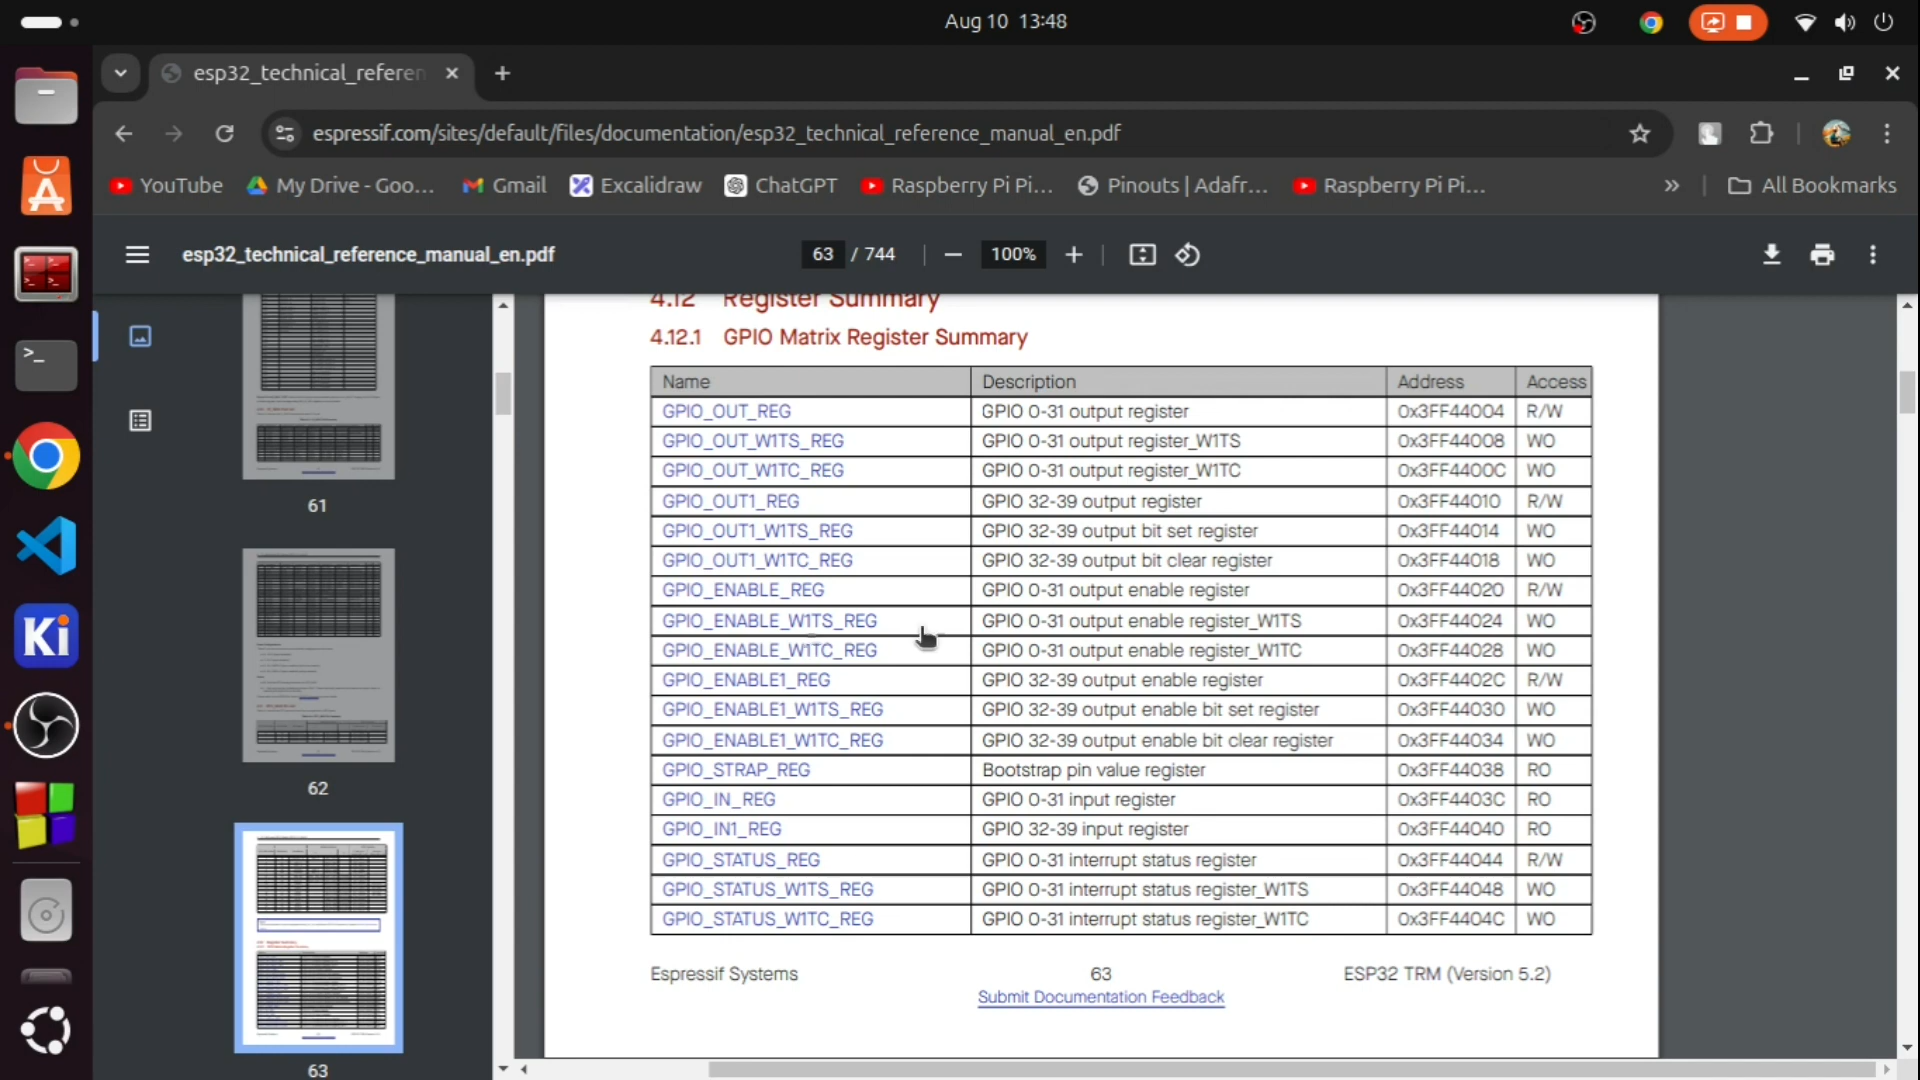 Aug 10 13:48
esp32_technical_referen
espressif.com/sites/default/files/documentation/esp32_technical_reference_manual_en.pdf
YouTube My Drive - Goo... Gmail Excalidraw ChatGPT Raspberry Pi Pi... Pinouts | Adafr... Raspberry Pi Pi... » All Bookmarks
esp32_technical_reference_manual_en.pdf 63 / 744 100%
61
62
63
4.12 Register Summary
4.12.1 GPIO Matrix Register Summary
Name Description Address Access
GPIO_OUT_REG GPIO 0-31 output register 0x3FF44004 R/W
GPIO_OUT_W1TS_REG GPIO 0-31 output register_W1TS 0x3FF44008 WO
GPIO_OUT_W1TC_REG GPIO 0-31 output register_W1TC 0x3FF4400C WO
GPIO_OUT1_REG GPIO 32-39 output register 0x3FF44010 R/W
GPIO_OUT1_W1TS_REG GPIO 32-39 output bit set register 0x3FF44014 WO
GPIO_OUT1_W1TC_REG GPIO 32-39 output bit clear register 0x3FF44018 WO
GPIO_ENABLE_REG GPIO 0-31 output enable register 0x3FF44020 R/W
GPIO_ENABLE_W1TS_REG GPIO 0-31 output enable register_W1TS 0x3FF44024 WO
GPIO_ENABLE_W1TC_REG GPIO 0-31 output enable register_W1TC 0x3FF44028 WO
GPIO_ENABLE1_REG GPIO 32-39 output enable register 0x3FF4402C R/W
GPIO_ENABLE1_W1TS_REG GPIO 32-39 output enable bit set register 0x3FF44030 WO
GPIO_ENABLE1_W1TC_REG GPIO 32-39 output enable bit clear register 0x3FF44034 WO
GPIO_STRAP_REG Bootstrap pin value register 0x3FF44038 RO
GPIO_IN_REG GPIO 0-31 input register 0x3FF4403C RO
GPIO_IN1_REG GPIO 32-39 input register 0x3FF44040 RO
GPIO_STATUS_REG GPIO 0-31 interrupt status register 0x3FF44044 R/W
GPIO_STATUS_W1TS_REG GPIO 0-31 interrupt status register_W1TS 0x3FF44048 WO
GPIO_STATUS_W1TC_REG GPIO 0-31 interrupt status register_W1TC 0x3FF4404C WO
Espressif Systems 63 ESP32 TRM (Version 5.2)
Submit Documentation Feedback
A
>_
Ki